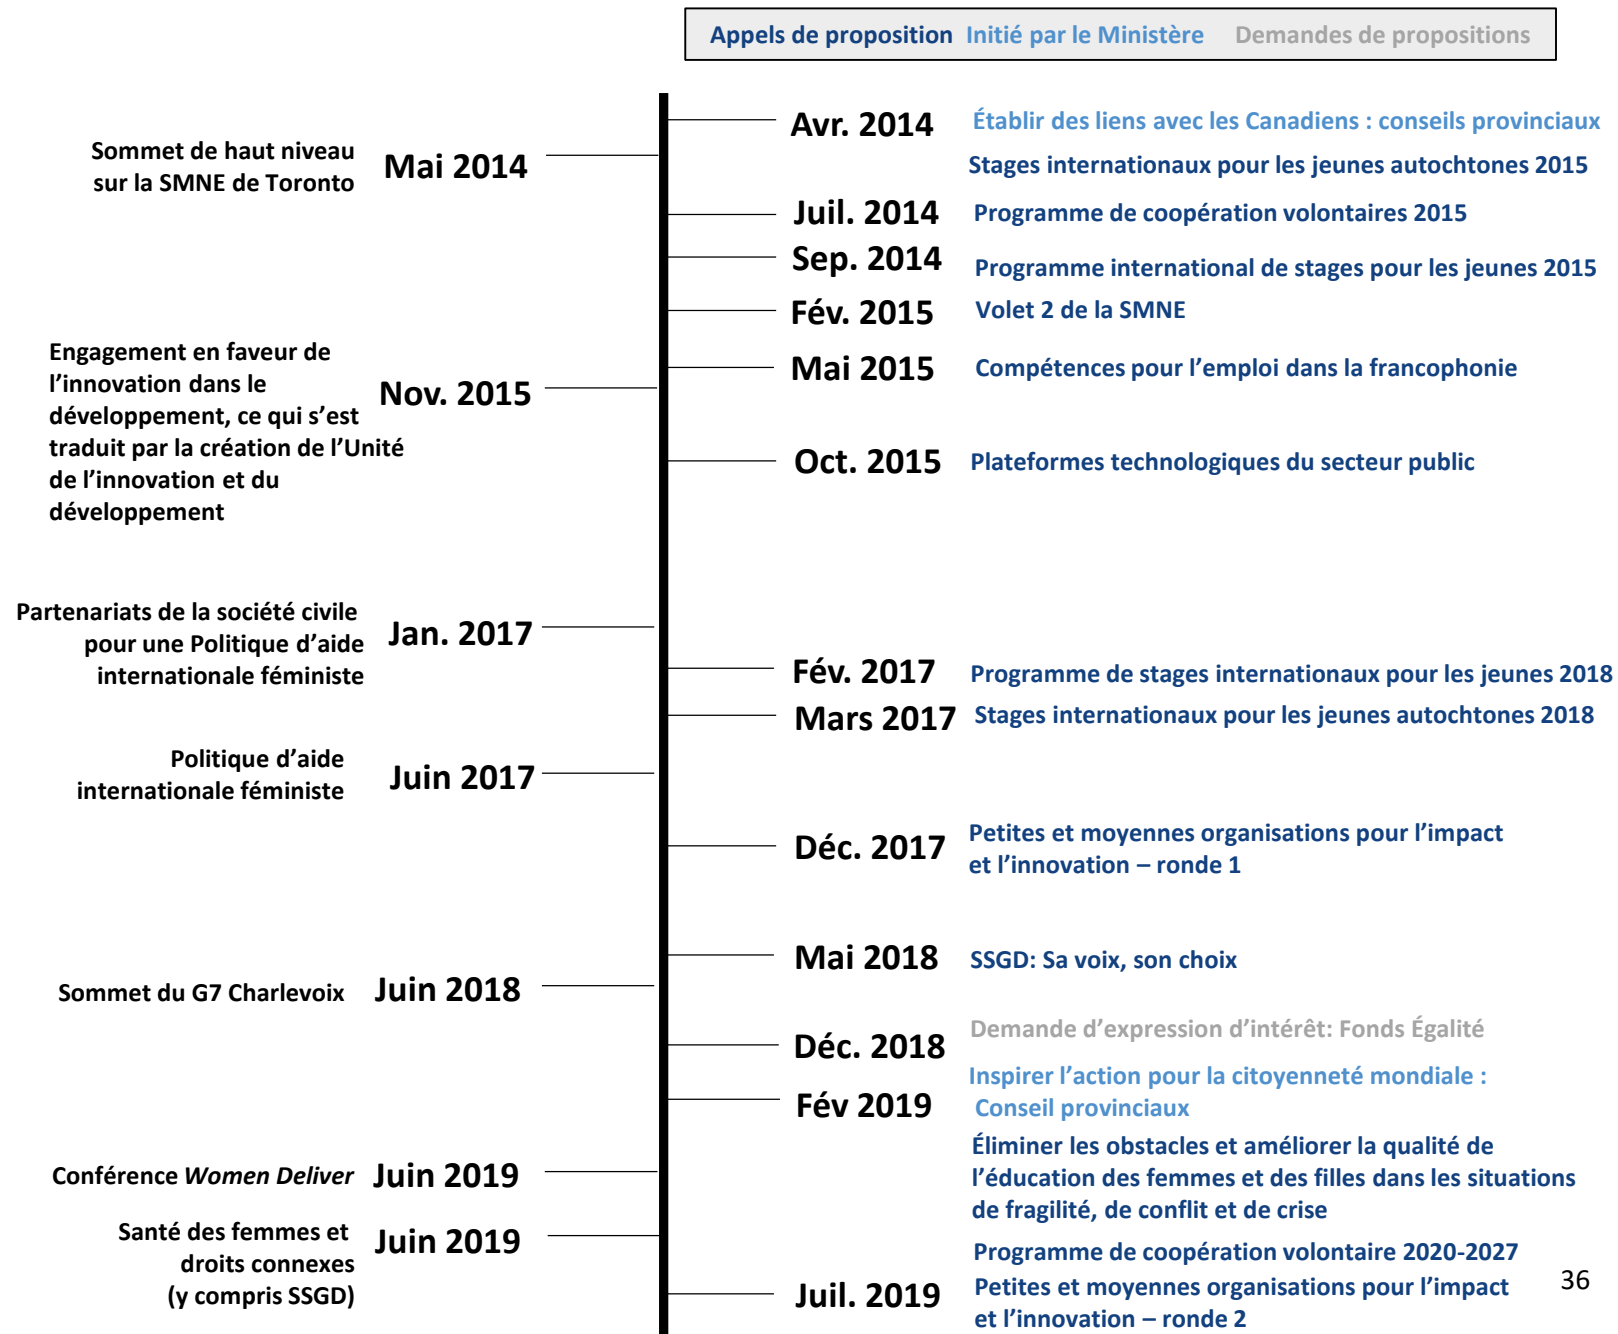 Appels de proposition Initié par le Ministère Demandes de propositions
Avr. 2014 Établir des liens avec les Canadiens : conseils provinciaux
Stages internationaux pour les jeunes autochtones 2015
Sommet de haut niveau
sur la SMNE de Toronto
Mai 2014
Juil. 2014 Programme de coopération volontaires 2015
Sep. 2014 Programme international de stages pour les jeunes 2015
Fév. 2015 Volet 2 de la SMNE
Mai 2015 Compétences pour l’emploi dans la francophonie
Engagement en faveur de
l’innovation dans le
développement, ce qui s’est
traduit par la création de l’Unité
de l’innovation et du
développement
Nov. 2015
Oct. 2015 Plateformes technologiques du secteur public
Partenariats de la société civile
pour une Politique d’aide
internationale féministe
Jan. 2017
Fév. 2017 Programme de stages internationaux pour les jeunes 2018
Mars 2017 Stages internationaux pour les jeunes autochtones 2018
Politique d’aide
internationale féministe
Juin 2017
Déc. 2017
Petites et moyennes organisations pour l’impact
et l’innovation – ronde 1
Mai 2018 SSGD: Sa voix, son choix
Sommet du G7 Charlevoix Juin 2018
Déc. 2018 Demande d’expression d’intérêt: Fonds Égalité
Fév 2019
Inspirer l’action pour la citoyenneté mondiale :
Conseil provinciaux
Éliminer les obstacles et améliorer la qualité de
l’éducation des femmes et des filles dans les situations
de fragilité, de conflit et de crise
Conférence Women Deliver Juin 2019
Santé des femmes et
droits connexes
(y compris SSGD)
Juin 2019
Programme de coopération volontaire 2020-2027
Juil. 2019
Petites et moyennes organisations pour l’impact
et l’innovation – ronde 2
36